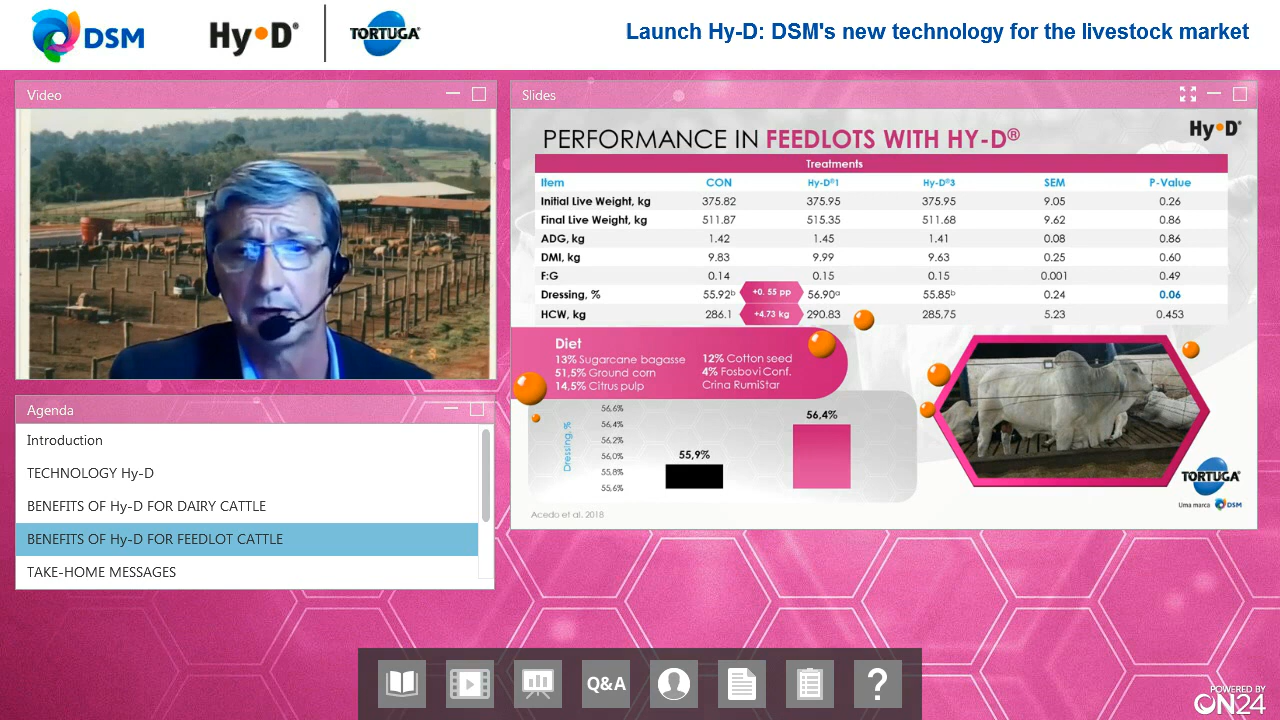 DSM
Hy•D®
TORTUGA
Launch Hy-D: DSM's new technology for the livestock market
Video
Slides
PERFORMANCE IN FEEDLOTS WITH HY-D®
Hy•D®
Treatments
Item CON Hy-D®1 Hy-D®3 SEM P-Value
Initial Live Weight, kg 375.82 375.95 375.95 9.05 0.26
Final Live Weight, kg 511.87 515.35 511.68 9.62 0.86
ADG, kg 1.42 1.45 1.41 0.08 0.86
DMI, kg 9.83 9.99 9.63 0.25 0.60
F:G 0.14 0.15 0.15 0.001 0.49
Dressing, % 55.92b +0. 55 pp 56.90a 55.85b 0.24 0.06
HCW, kg 286.1 +4.73 kg 290.83 285.75 5.23 0.453
Diet
13% Sugarcane bagasse 12% Cotton seed
51,5% Ground corn 4% Fosbovi Conf.
14,5% Citrus pulp Crina RumiStar
Dressing, %
56,6%
56,4%
56,2%
56,0%
55,8%
55,6%
55,9%
56,4%
TORTUGA
Uma marca DSM
Acedo et al. 2018
Agenda
Introduction
TECHNOLOGY Hy-D
BENEFITS OF Hy-D FOR DAIRY CATTLE
BENEFITS OF Hy-D FOR FEEDLOT CATTLE
TAKE-HOME MESSAGES
Q&A
?
POWERED BY
ON24